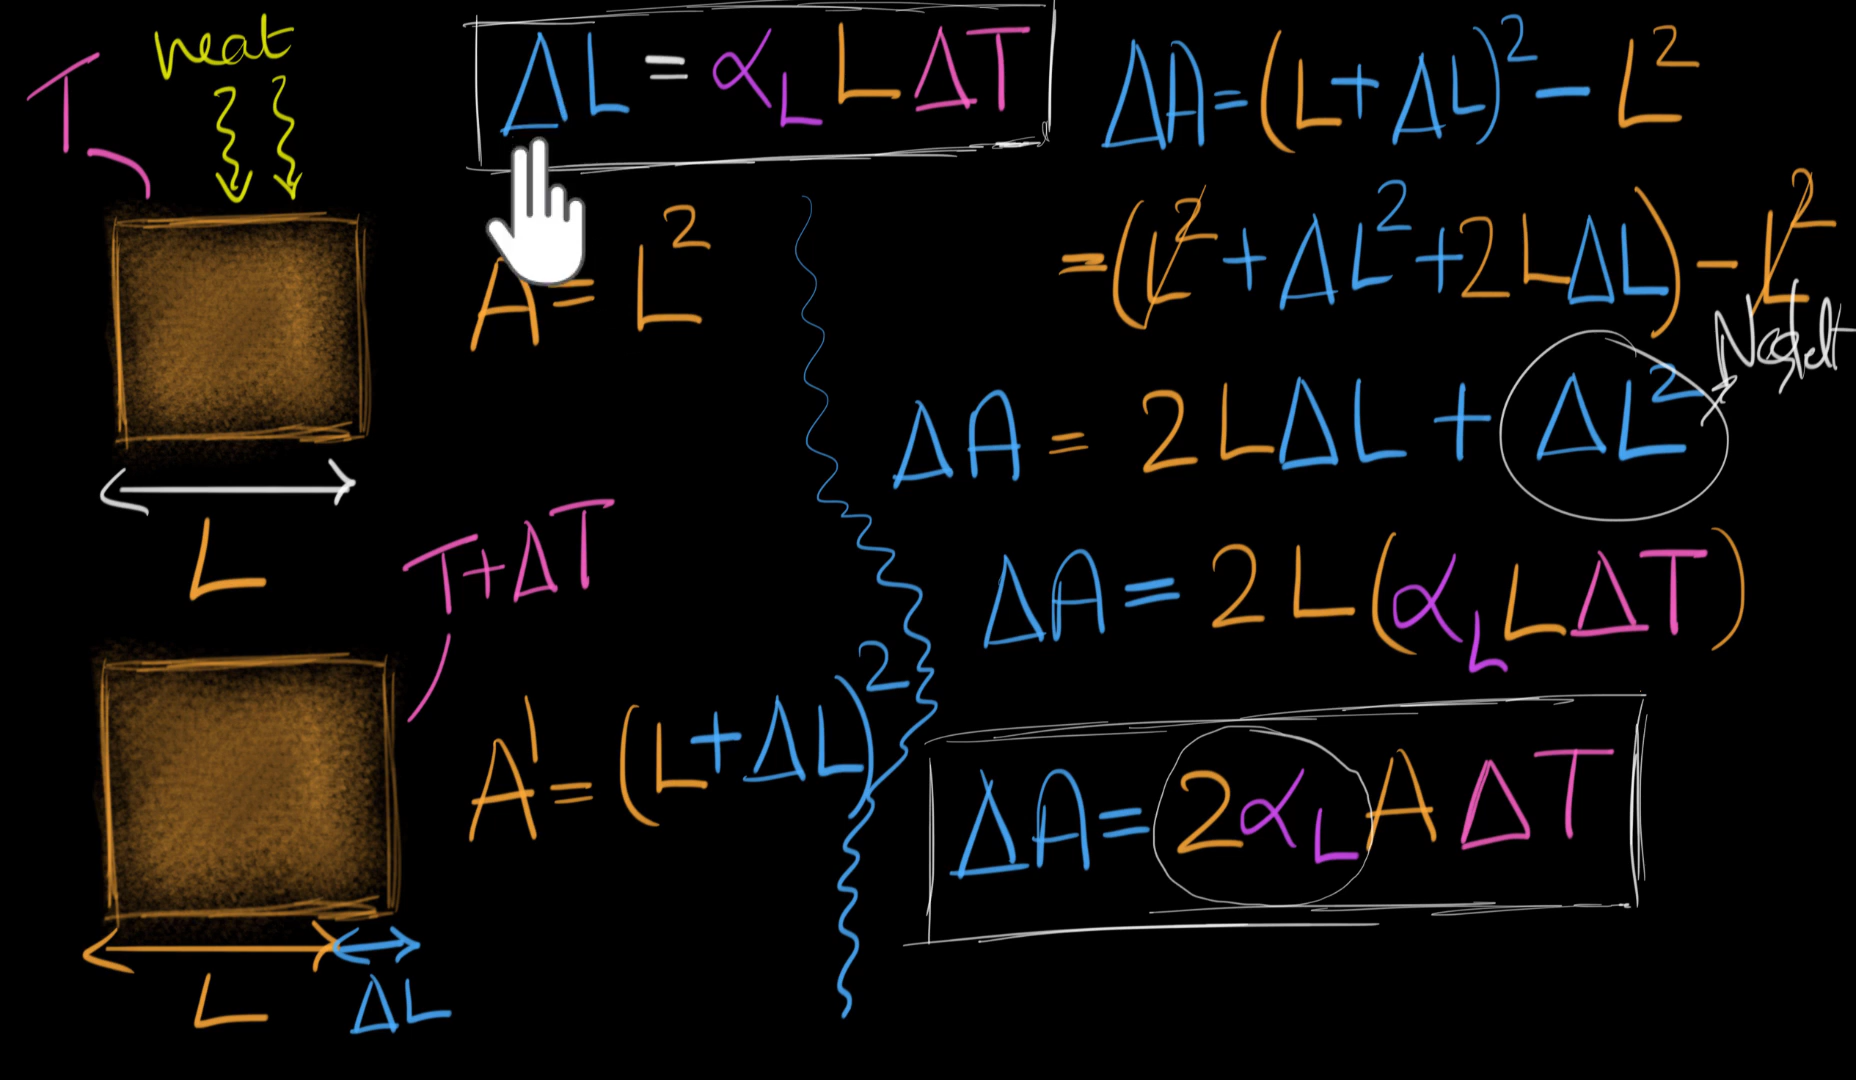 T
heat
ΔL = α_L L ΔT
A = L²
L
T+ΔT
A' = (L+ΔL)²
L
ΔL
ΔA = (L+ΔL)² - L²
= (L² + ΔL² + 2LΔL) - L²
ΔA = 2LΔL + ΔL²
ΔA = 2L(α_L LΔT)
ΔA = 2α_L A ΔT